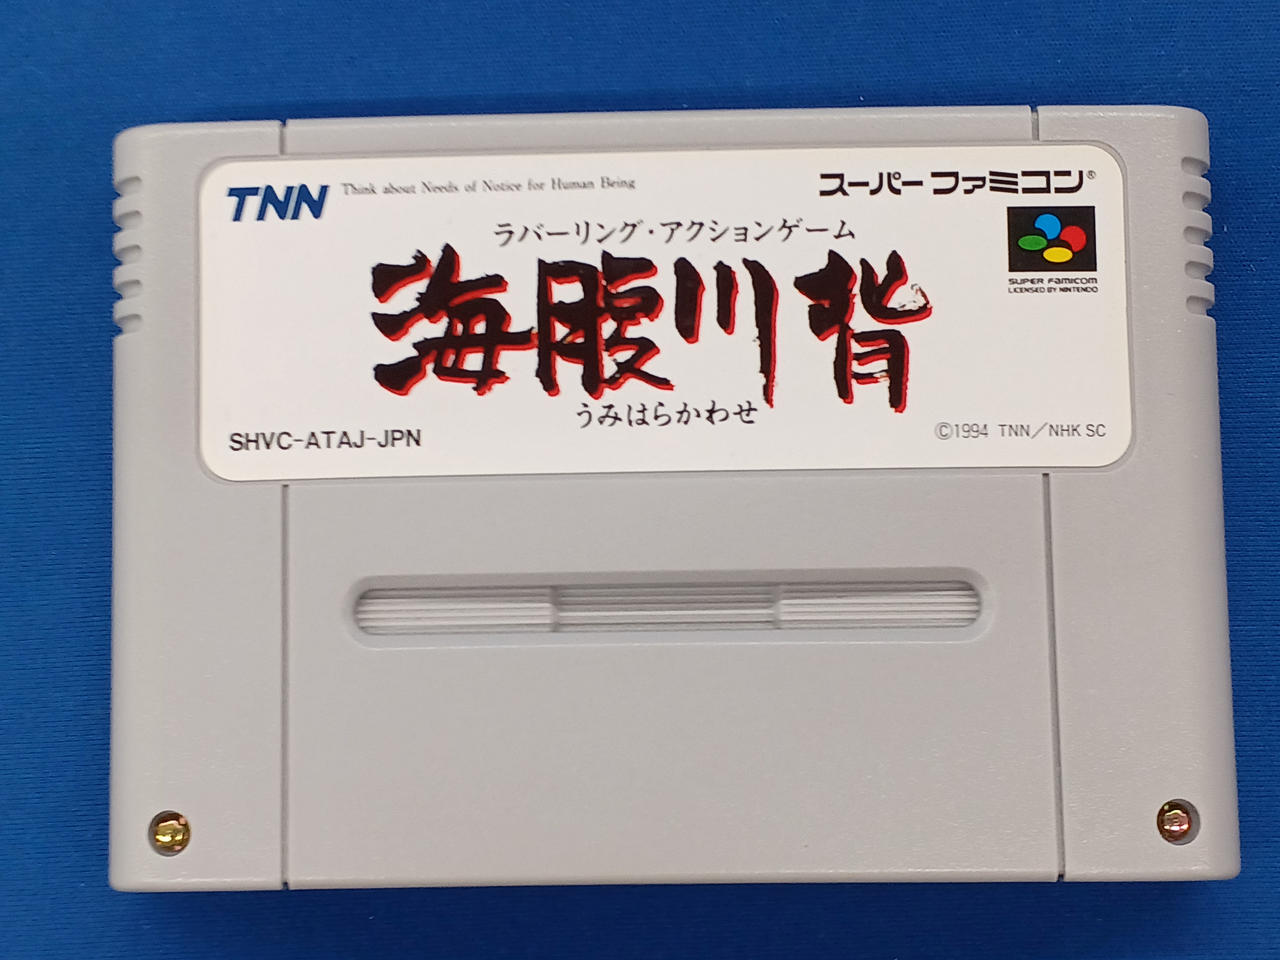 TNN Think about Needs of Notice for Human Being
スーパーファミコン®
ラバーリング・アクションゲーム
海腹川背
うみはらかわせ
SUPER FAMICOM
LICENSED BY NINTENDO
SHVC-ATAJ-JPN
©1994 TNN／NHK SC